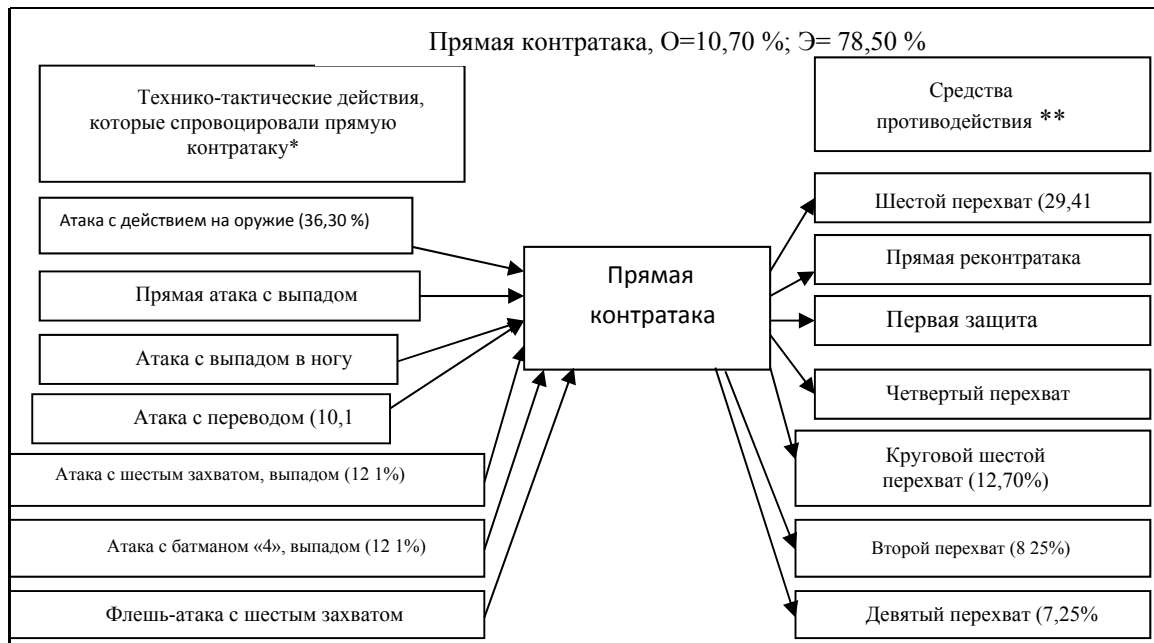 Прямая контратака, О=10,70 %; Э= 78,50 %
Технико-тактические действия,
которые спровоцировали прямую
контратаку*
Атака с действием на оружие (36,30 %)
Прямая атака с выпадом
Атака с выпадом в ногу
Атака с переводом (10,1
Атака с шестым захватом, выпадом (12 1%)
Атака с батманом «4», выпадом (12 1%)
Флешь-атака с шестым захватом
Прямая
контратака
Средства
противодействия **
Шестой перехват (29,41
Прямая реконтратака
Первая защита
Четвертый перехват
Круговой шестой
перехват (12,70%)
Второй перехват (8 25%)
Девятый перехват (7,25%